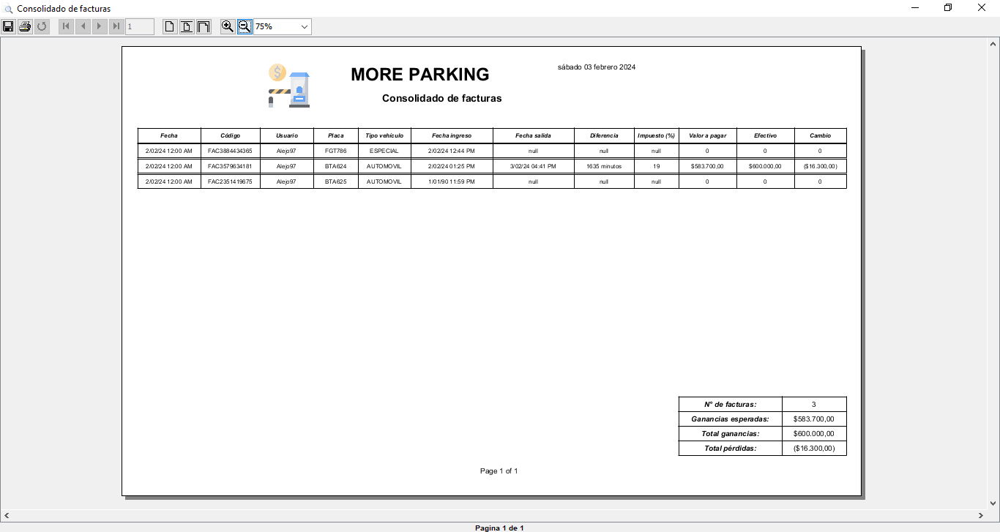 Consolidado de facturas
1
75%
MORE PARKING
sábado 03 febrero 2024
Consolidado de facturas
Fecha Código Usuario Placa Tipo vehículo Fecha ingreso Fecha salida Diferencia Impuesto (%) Valor a pagar Efectivo Cambio
2/02/24 12:00 AM FAC3884434365 Alejo97 FGT786 ESPECIAL 2/02/24 12:44 PM null null null 0 0 0
2/02/24 12:00 AM FAC3579634181 Alejo97 BTA624 AUTOMOVIL 2/02/24 01:25 PM 3/02/24 04:41 PM 1635 minutos 19 $583.700,00 $600.000,00 ($16.300,00)
2/02/24 12:00 AM FAC2351419675 Alejo97 BTA625 AUTOMOVIL 1/01/90 11:59 PM null null null 0 0 0
N° de facturas: 3
Ganancias esperadas: $583.700,00
Total ganancias: $600.000,00
Total pérdidas: ($16.300,00)
Page 1 of 1
Pagina 1 de 1